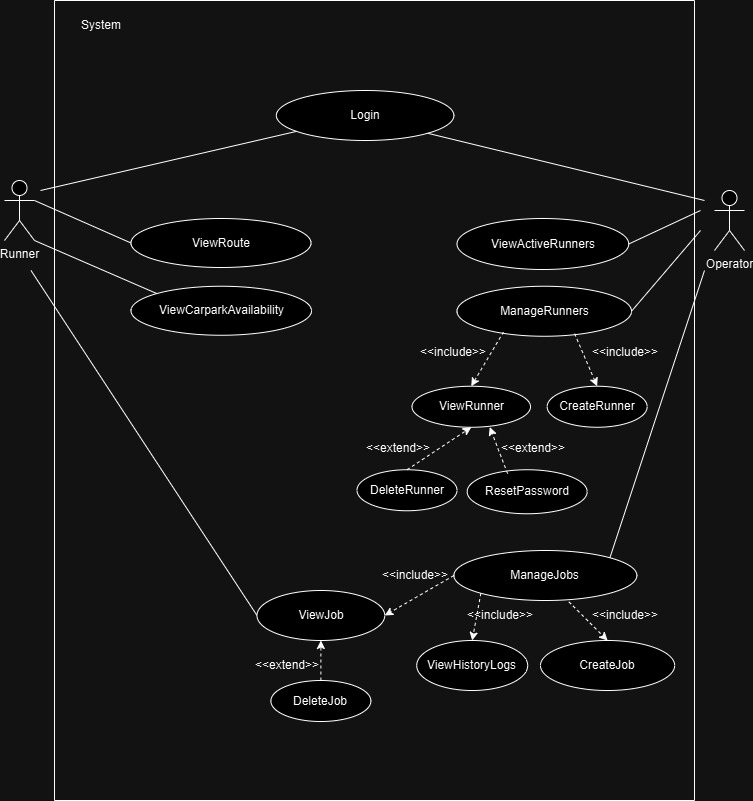 System
Login
Runner
Operator
ViewRoute
ViewActiveRunners
ViewCarparkAvailability
ManageRunners
<<include>>
<<include>>
ViewRunner
CreateRunner
<<extend>>
<<extend>>
DeleteRunner
ResetPassword
<<include>>
ManageJobs
ViewJob
<<include>>
<<include>>
<<extend>>
ViewHistoryLogs
CreateJob
DeleteJob